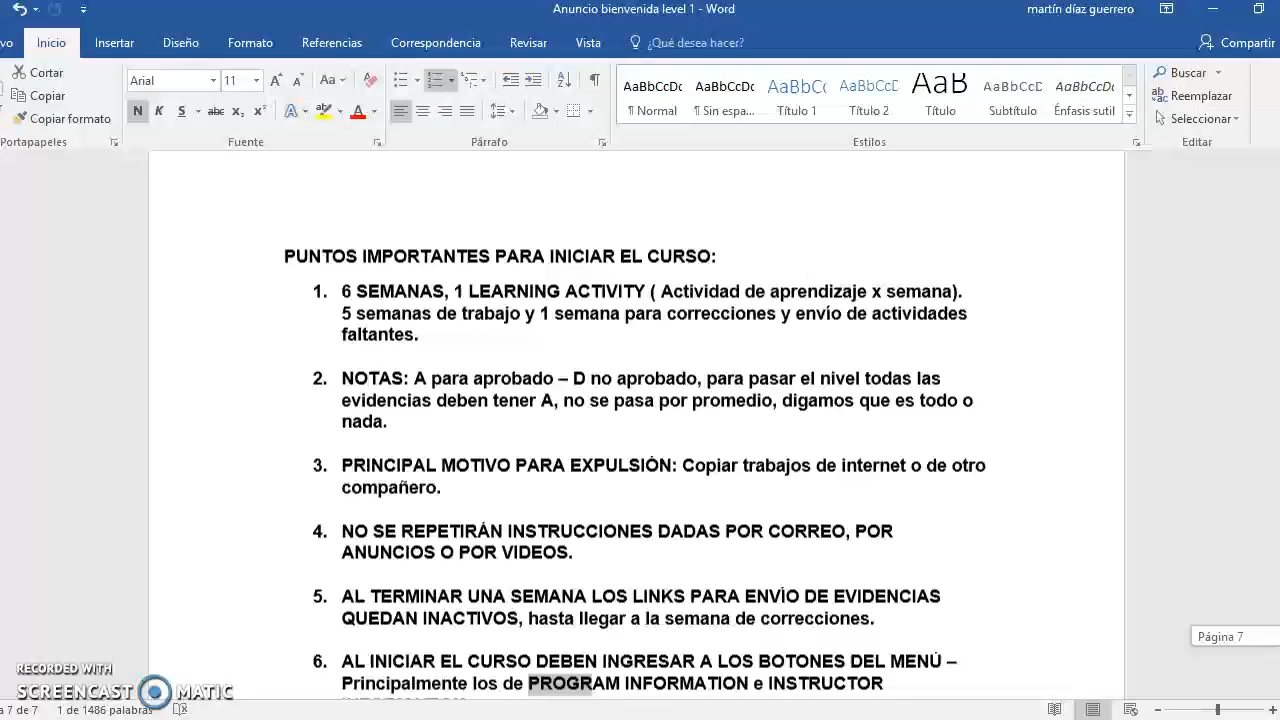 Anuncio bienvenida level 1 - Word martín díaz guerrero
vo Inicio Insertar Diseño Formato Referencias Correspondencia Revisar Vista ¿Qué desea hacer? Compartir
Cortar
Copiar
Copiar formato
Portapapeles
Arial 11 Aa
N K S abc x₂ x² A A
Fuente
Párrafo
AaBbCcDc AaBbCcDc AaBbCc AaBbCcD AaB AaBbCcD AaBbCcDc
¶ Normal ¶ Sin espa... Título 1 Título 2 Título Subtítulo Énfasis sutil
Estilos
Buscar
Reemplazar
Seleccionar
Editar
PUNTOS IMPORTANTES PARA INICIAR EL CURSO:
1. 6 SEMANAS, 1 LEARNING ACTIVITY ( Actividad de aprendizaje x semana).
5 semanas de trabajo y 1 semana para correcciones y envío de actividades
faltantes.
2. NOTAS: A para aprobado – D no aprobado, para pasar el nivel todas las
evidencias deben tener A, no se pasa por promedio, digamos que es todo o
nada.
3. PRINCIPAL MOTIVO PARA EXPULSIÓN: Copiar trabajos de internet o de otro
compañero.
4. NO SE REPETIRÁN INSTRUCCIONES DADAS POR CORREO, POR
ANUNCIOS O POR VIDEOS.
5. AL TERMINAR UNA SEMANA LOS LINKS PARA ENVÍO DE EVIDENCIAS
QUEDAN INACTIVOS, hasta llegar a la semana de correcciones.
6. AL INICIAR EL CURSO DEBEN INGRESAR A LOS BOTONES DEL MENÚ –
Principalmente los de PROGRAM INFORMATION e INSTRUCTOR
Página 7
RECORDED WITH
SCREENCAST MATIC
a 7 de 7 1 de 1486 palabras